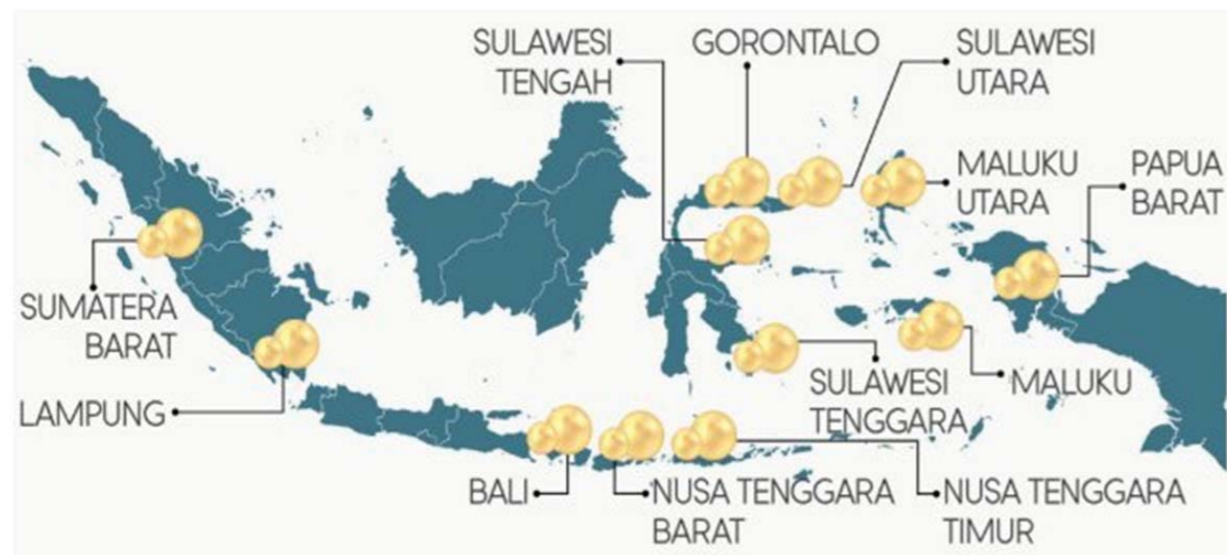 SULAWESI
TENGAH
GORONTALO
SULAWESI
UTARA
MALUKU
UTARA
PAPUA
BARAT
SUMATERA
BARAT
LAMPUNG
SULAWESI
TENGGARA
MALUKU
BALI
NUSA TENGGARA
BARAT
NUSA TENGGARA
TIMUR